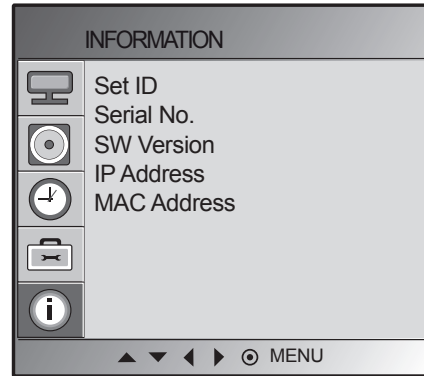 INFORMATION
Set ID
Serial No.
SW Version
IP Address
MAC Address
MENU